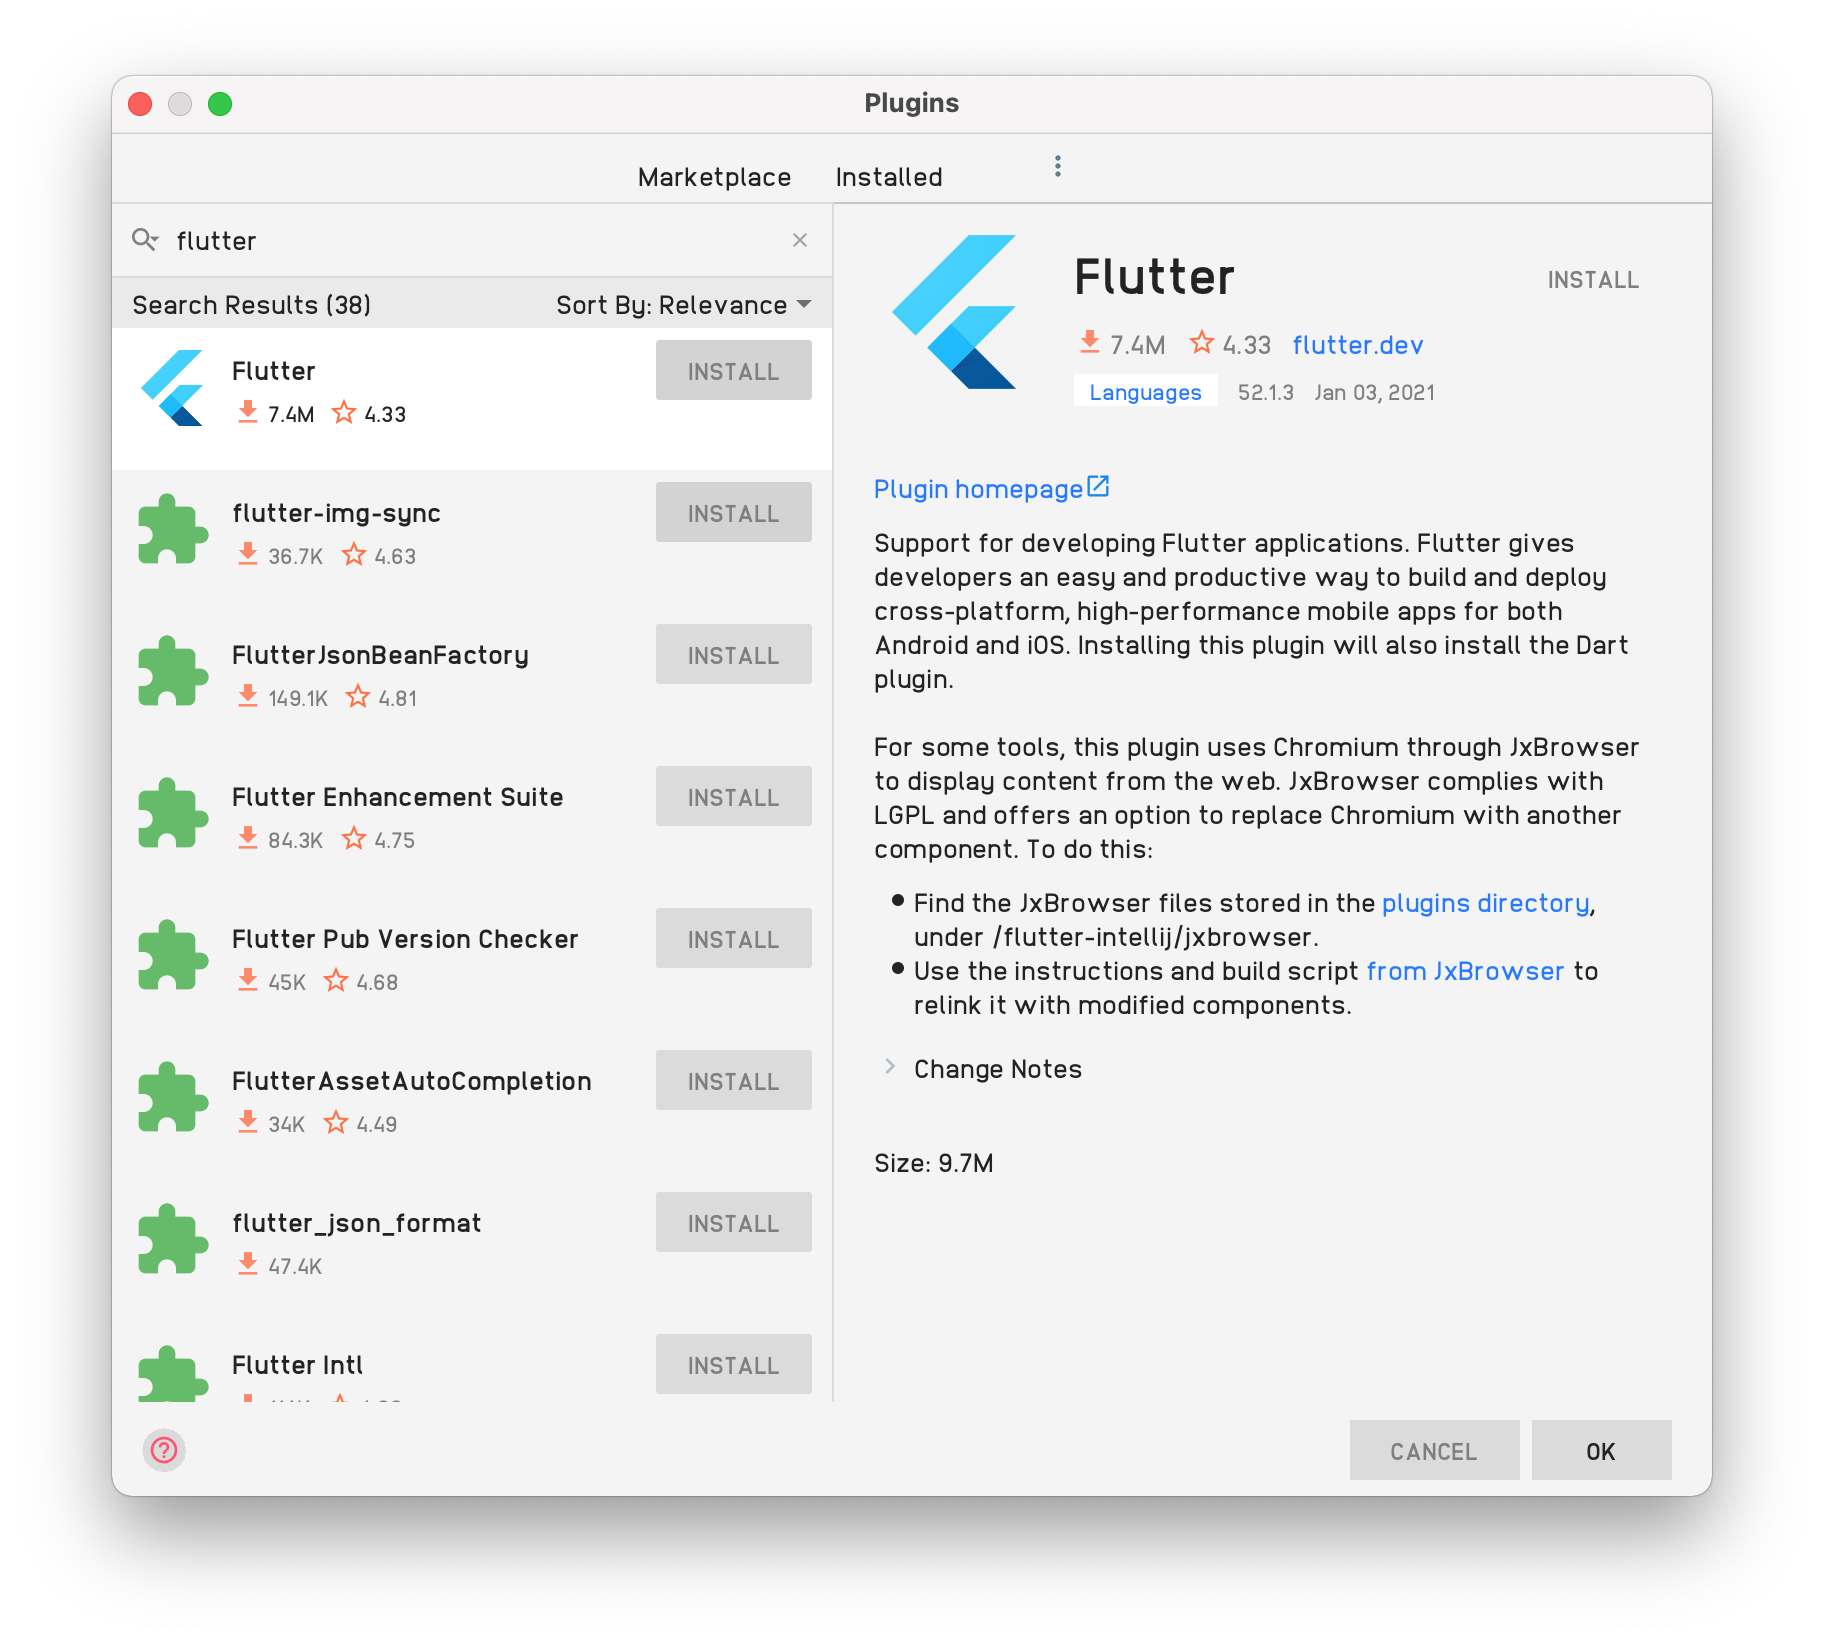 Plugins
Marketplace Installed
flutter
Search Results (38) Sort By: Relevance
Flutter INSTALL
7.4M 4.33
flutter-img-sync INSTALL
36.7K 4.63
FlutterJsonBeanFactory INSTALL
149.1K 4.81
Flutter Enhancement Suite INSTALL
84.3K 4.75
Flutter Pub Version Checker INSTALL
45K 4.68
FlutterAssetAutoCompletion INSTALL
34K 4.49
flutter_json_format INSTALL
47.4K
Flutter Intl INSTALL
Flutter INSTALL
7.4M 4.33 flutter.dev
Languages 52.1.3 Jan 03, 2021
Plugin homepage
Support for developing Flutter applications. Flutter gives
developers an easy and productive way to build and deploy
cross-platform, high-performance mobile apps for both
Android and iOS. Installing this plugin will also install the Dart
plugin.
For some tools, this plugin uses Chromium through JxBrowser
to display content from the web. JxBrowser complies with
LGPL and offers an option to replace Chromium with another
component. To do this:
• Find the JxBrowser files stored in the plugins directory,
under /flutter-intellij/jxbrowser.
• Use the instructions and build script from JxBrowser to
relink it with modified components.
Change Notes
Size: 9.7M
? CANCEL OK